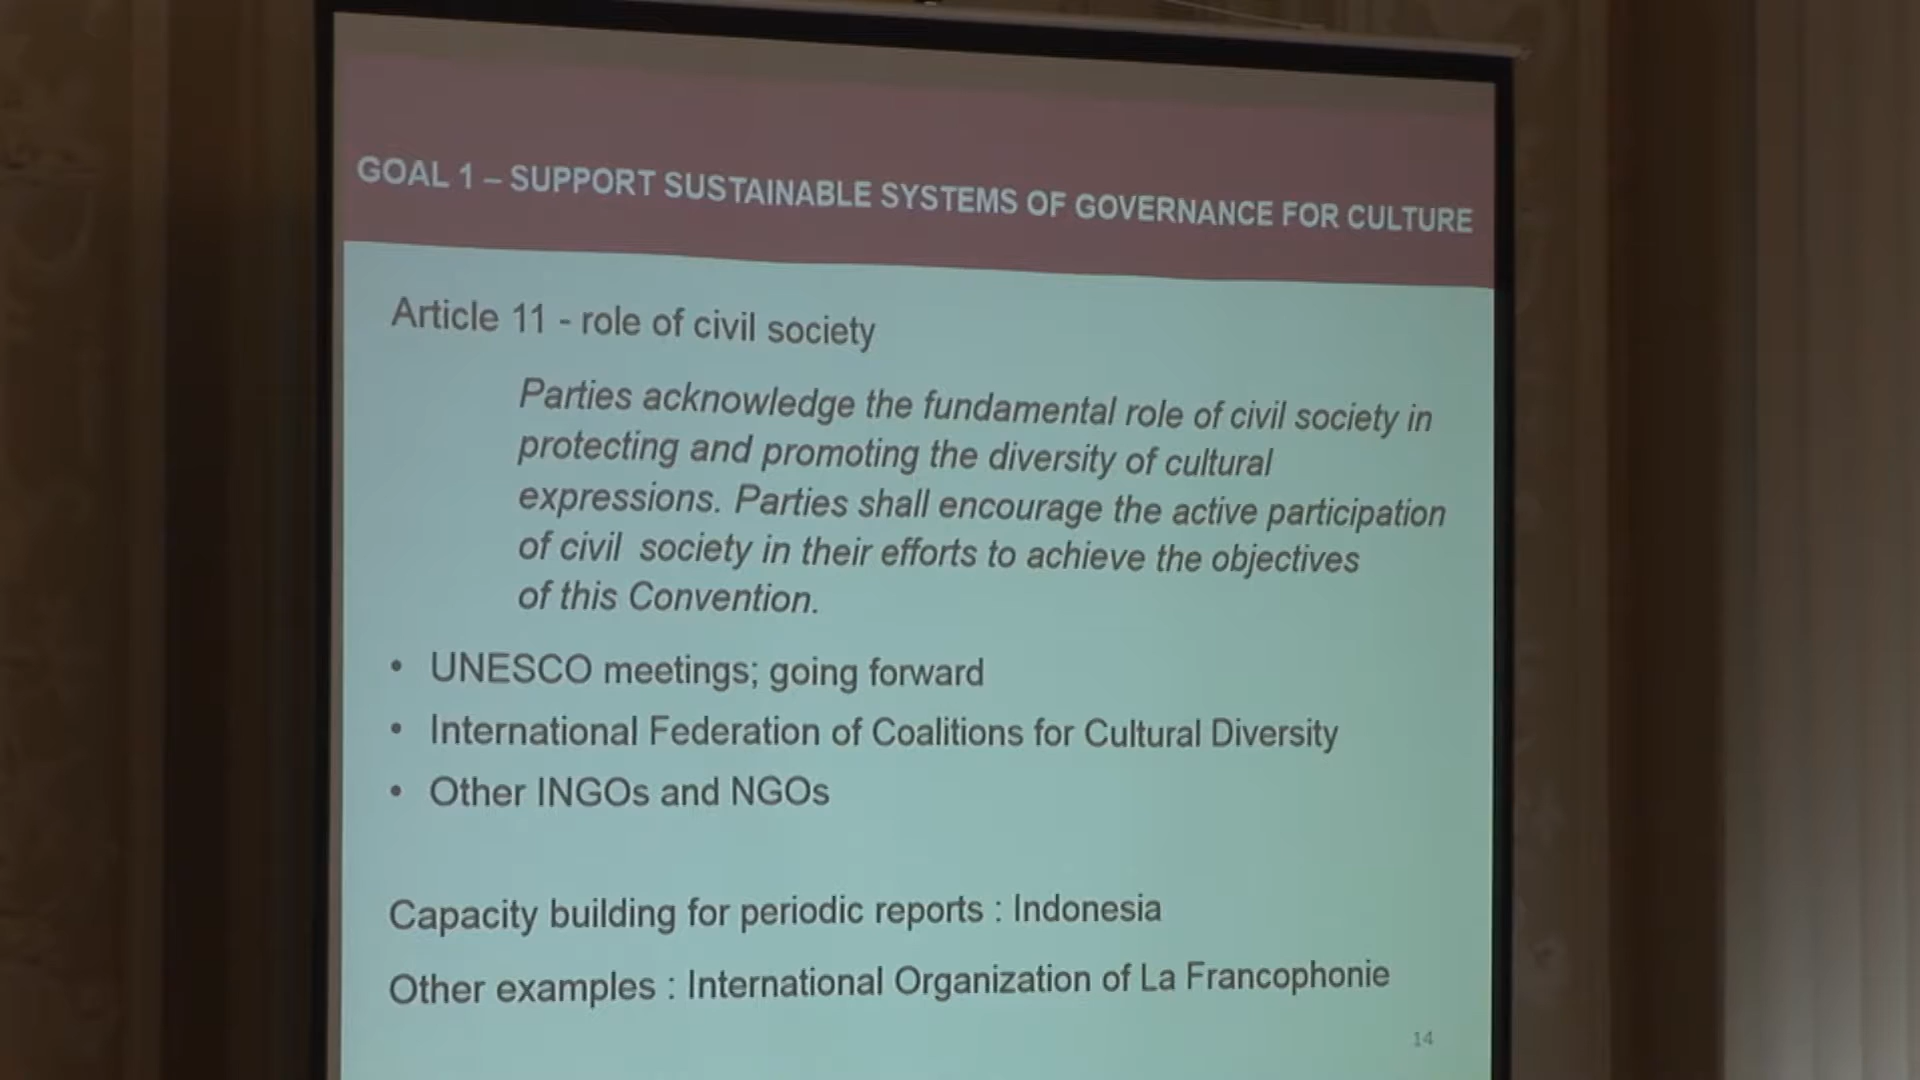 GOAL 1 – SUPPORT SUSTAINABLE SYSTEMS OF GOVERNANCE FOR CULTURE
Article 11 - role of civil society
Parties acknowledge the fundamental role of civil society in
protecting and promoting the diversity of cultural
expressions. Parties shall encourage the active participation
of civil society in their efforts to achieve the objectives
of this Convention.
• UNESCO meetings; going forward
• International Federation of Coalitions for Cultural Diversity
• Other INGOs and NGOs
Capacity building for periodic reports : Indonesia
Other examples : International Organization of La Francophonie
14